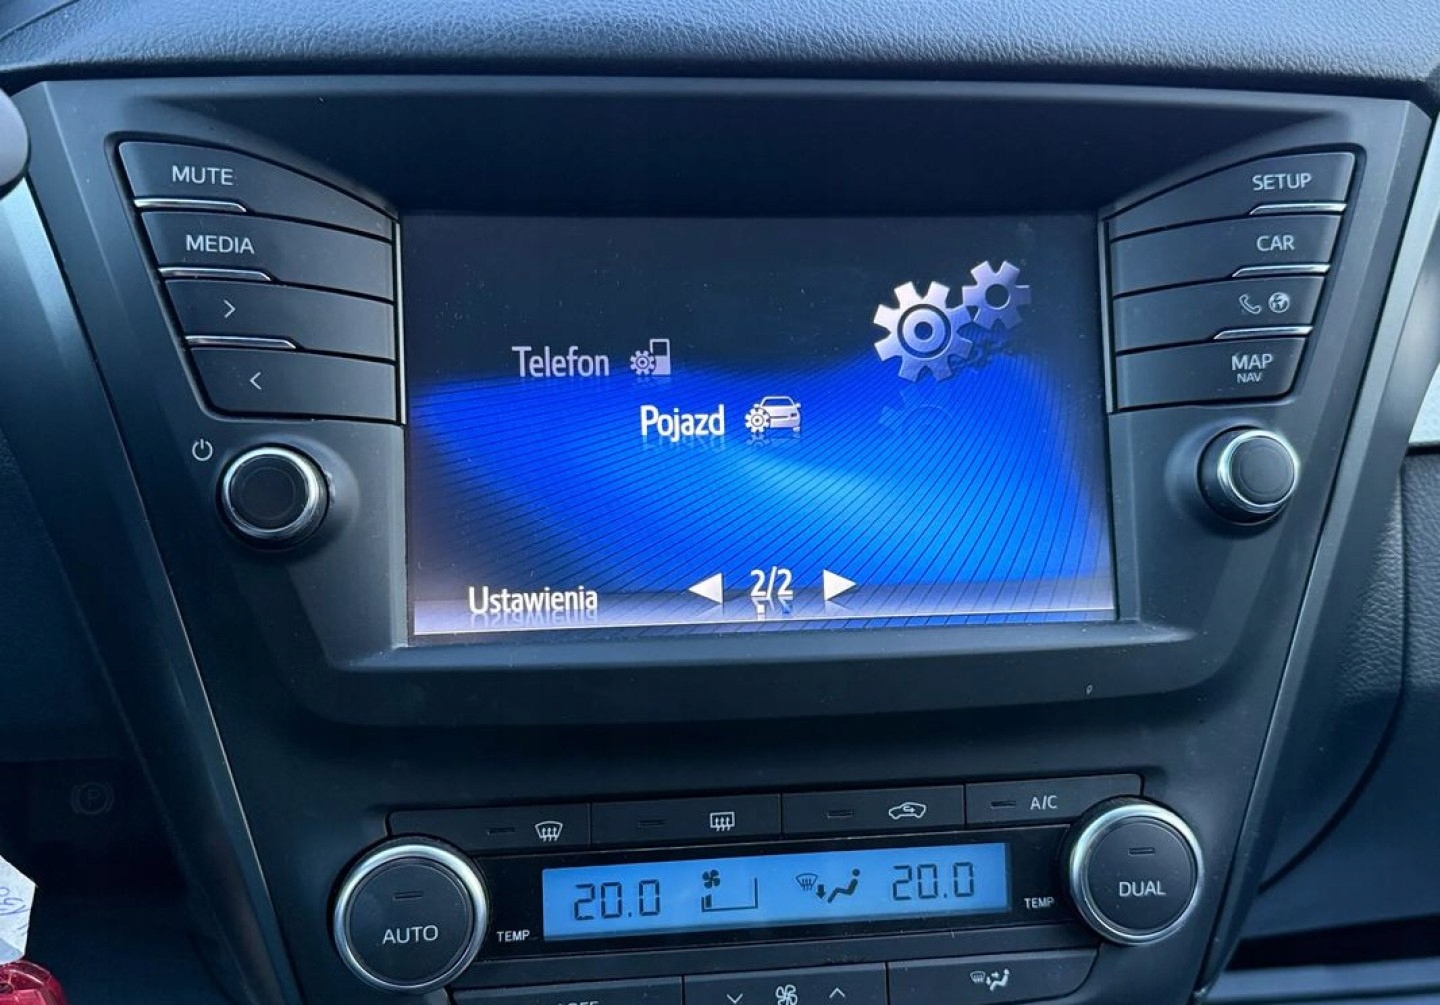 MUTE
MEDIA
>
<
SETUP
CAR
MAP
NAV
Telefon
Pojazd
Ustawienia
2/2
A/C
20.0
20.0
TEMP
TEMP
AUTO
DUAL
P